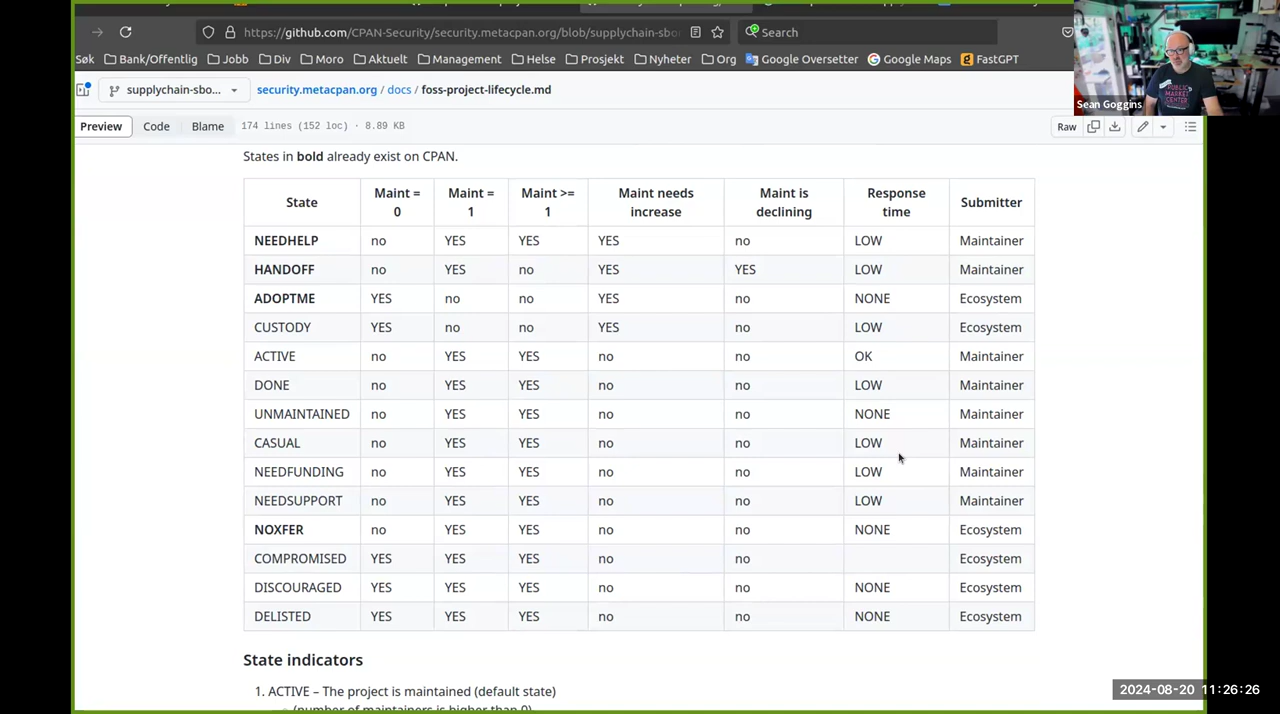 https://github.com/CPAN-Security/security.metacpan.org/blob/supplychain-sbo
Search
Søk Bank/Offentlig Jobb Div Moro Aktuelt Management Helse Prosjekt Nyheter Org Google Oversetter Google Maps FastGPT
Sean Goggins
supplychain-sbo... security.metacpan.org / docs / foss-project-lifecycle.md
Preview Code Blame 174 lines (152 loc) · 8.89 KB Raw
States in bold already exist on CPAN.
State Maint = 0 Maint = 1 Maint >= 1 Maint needs increase Maint is declining Response time Submitter
NEEDHELP no YES YES YES no LOW Maintainer
HANDOFF no YES no YES YES LOW Maintainer
ADOPTME YES no no YES no NONE Ecosystem
CUSTODY YES no no YES no LOW Ecosystem
ACTIVE no YES YES no no OK Maintainer
DONE no YES YES no no LOW Maintainer
UNMAINTAINED no YES YES no no NONE Maintainer
CASUAL no YES YES no no LOW Maintainer
NEEDFUNDING no YES YES no no LOW Maintainer
NEEDSUPPORT no YES YES no no LOW Maintainer
NOXFER no YES YES no no NONE Ecosystem
COMPROMISED YES YES YES no no Ecosystem
DISCOURAGED YES YES YES no no NONE Ecosystem
DELISTED YES YES YES no no NONE Ecosystem
State indicators
1. ACTIVE – The project is maintained (default state)
(number of maintainers is higher than 0)
2024-08-20 11:26:26